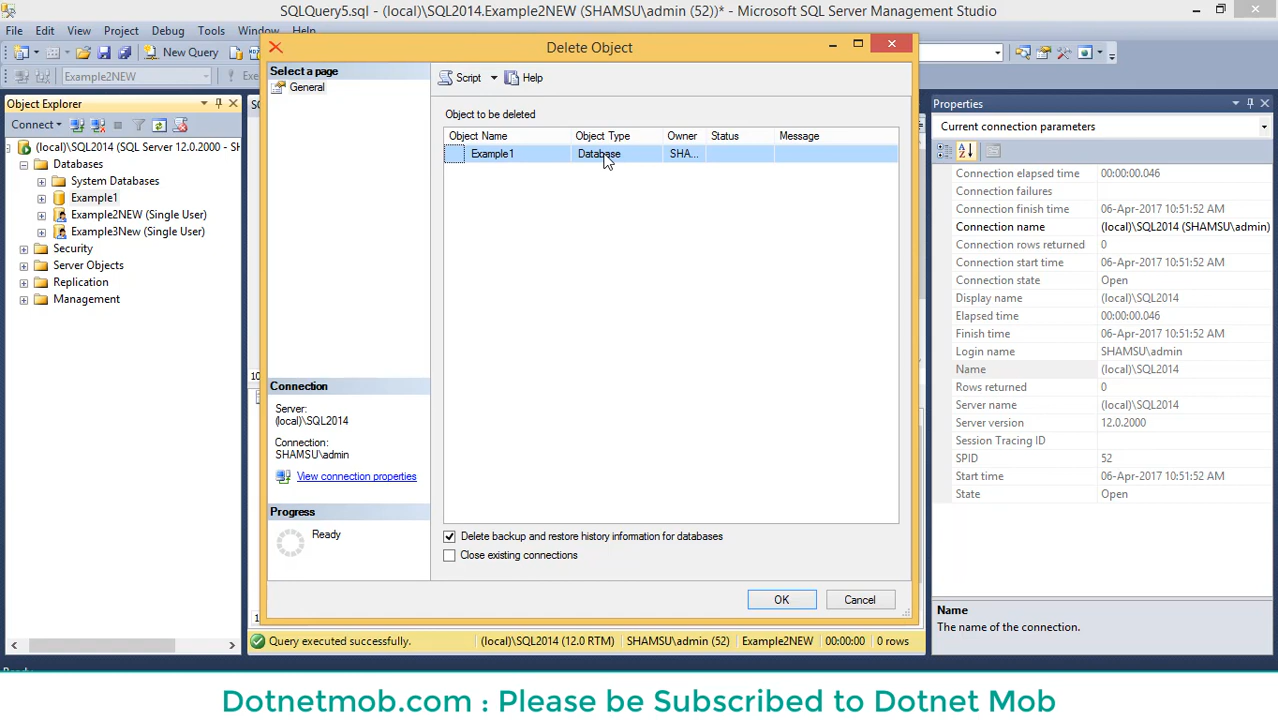 SQLQuery5.sql - (local)\SQL2014.Example2NEW (SHAMSU\admin (52))* - Microsoft SQL Server Management Studio
File Edit View Project Debug Tools Window Help
New Query
Example2NEW
Object Explorer
Connect
(local)\SQL2014 (SQL Server 12.0.2000 - SH
Databases
System Databases
Example1
Example2NEW (Single User)
Example3New (Single User)
Security
Server Objects
Replication
Management
Delete Object
Select a page
General
Script Help
Object to be deleted
Object Name Object Type Owner Status Message
Example1 Database SHA...
Connection
Server:
(local)\SQL2014
Connection:
SHAMSU\admin
View connection properties
Progress
Ready
Delete backup and restore history information for databases
Close existing connections
OK Cancel
Query executed successfully. (local)\SQL2014 (12.0 RTM) SHAMSU\admin (52) Example2NEW 00:00:00 0 rows
Properties
Current connection parameters
Connection elapsed time 00:00:00.046
Connection failures
Connection finish time 06-Apr-2017 10:51:52 AM
Connection name (local)\SQL2014 (SHAMSU\admin)
Connection rows returned 0
Connection start time 06-Apr-2017 10:51:52 AM
Connection state Open
Display name (local)\SQL2014
Elapsed time 00:00:00.046
Finish time 06-Apr-2017 10:51:52 AM
Login name SHAMSU\admin
Name (local)\SQL2014
Rows returned 0
Server name (local)\SQL2014
Server version 12.0.2000
Session Tracing ID
SPID 52
Start time 06-Apr-2017 10:51:52 AM
State Open
Name
The name of the connection.
Dotnetmob.com : Please be Subscribed to Dotnet Mob